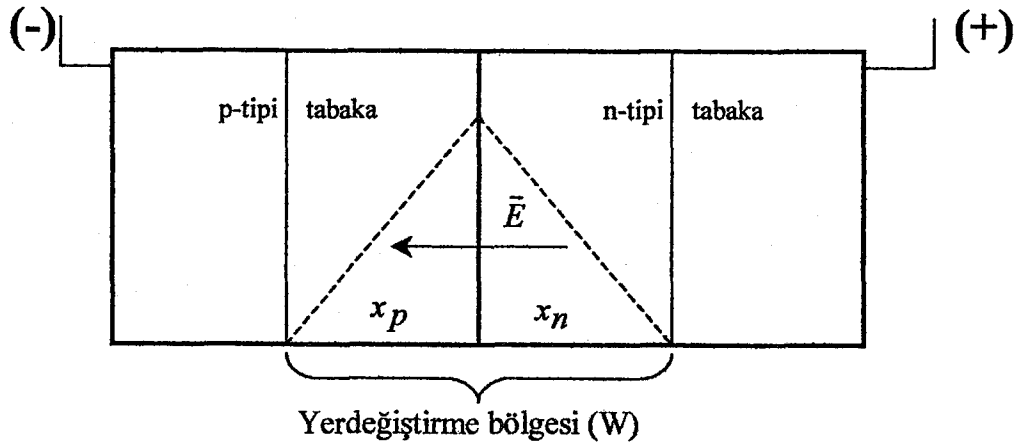 (-) (+)
p-tipi tabaka n-tipi tabaka
Ē
x_p x_n
Yerdeğiştirme bölgesi (W)